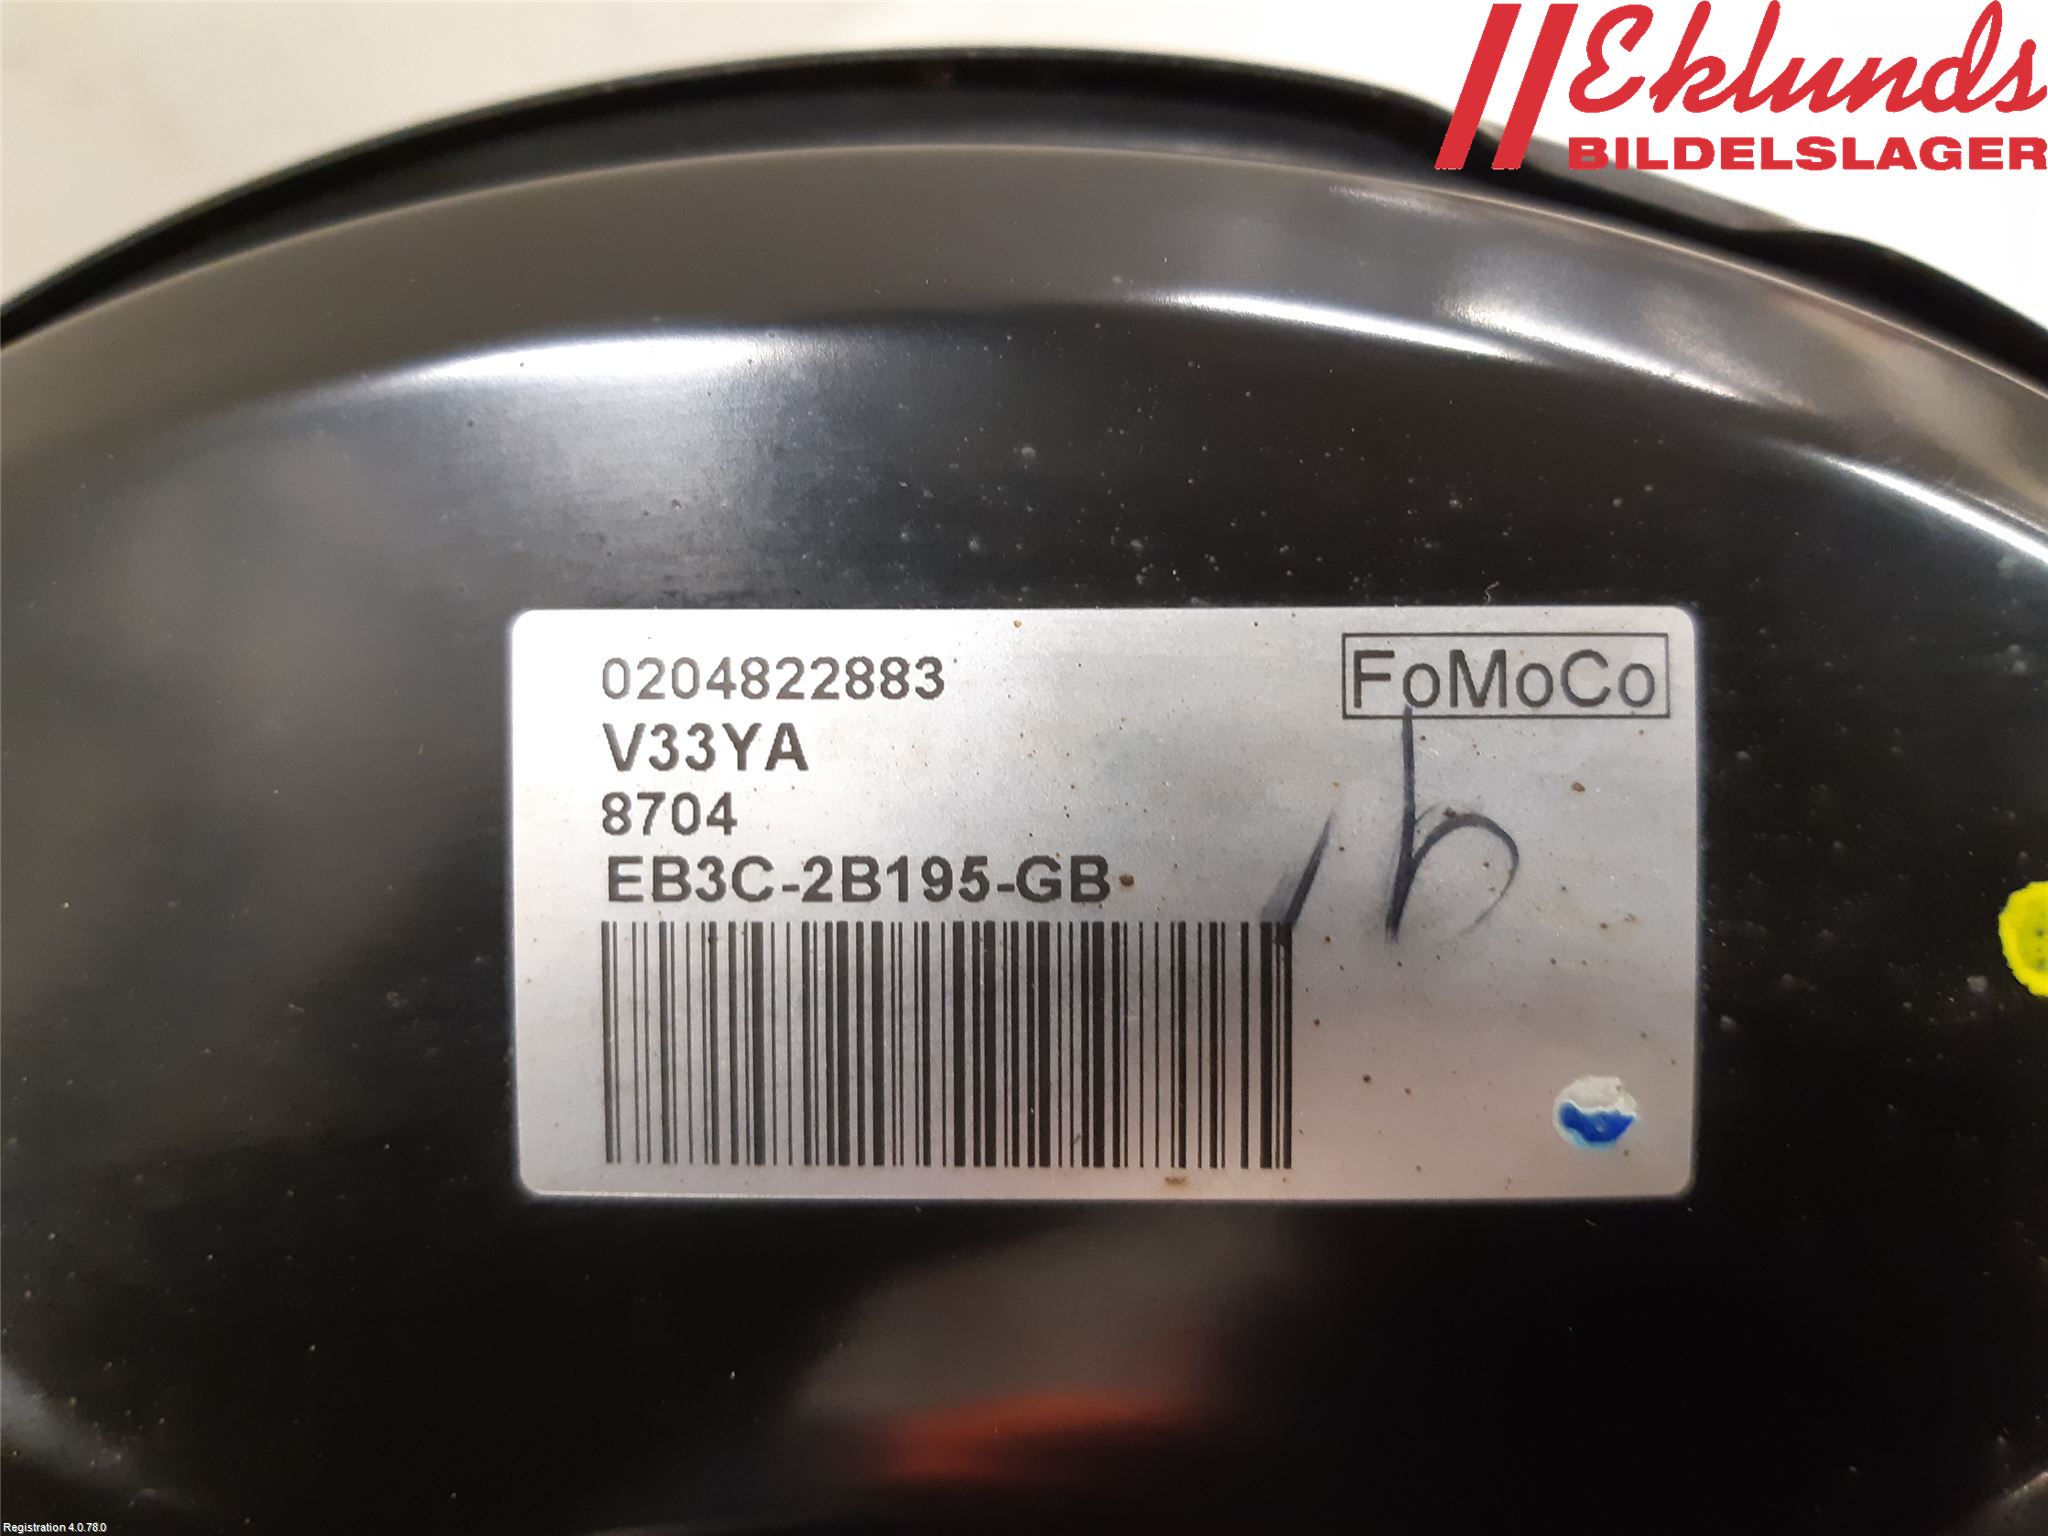 Eklunds
BILDELSLAGER
0204822883
FoMoCo
V33YA
8704
EB3C-2B195-GB
Registration 4.0.78.0